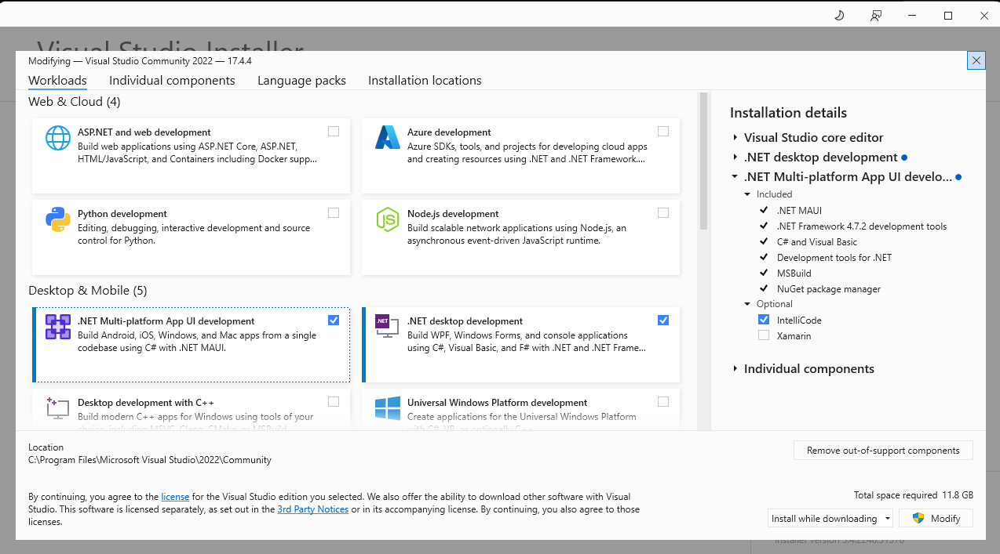 Visual Studio Installer
Modifying — Visual Studio Community 2022 — 17.4.4
Workloads
Individual components
Language packs
Installation locations
Web & Cloud (4)
ASP.NET and web development
Build web applications using ASP.NET Core, ASP.NET,
HTML/JavaScript, and Containers including Docker supp...
Azure development
Azure SDKs, tools, and projects for developing cloud apps
and creating resources using .NET and .NET Framework....
Python development
Editing, debugging, interactive development and source
control for Python.
Node.js development
Build scalable network applications using Node.js, an
asynchronous event-driven JavaScript runtime.
Desktop & Mobile (5)
.NET Multi-platform App UI development
Build Android, iOS, Windows, and Mac apps from a single
codebase using C# with .NET MAUI.
.NET
.NET desktop development
Build WPF, Windows Forms, and console applications
using C#, Visual Basic, and F# with .NET and .NET Frame...
Desktop development with C++
Build modern C++ apps for Windows using tools of your
choice, including MSVC, Clang, CMake, or MSBuild.
Universal Windows Platform development
Create applications for the Universal Windows Platform
with C#, VB, or optionally C++.
Installation details
Visual Studio core editor
.NET desktop development
.NET Multi-platform App UI develo...
Included
.NET MAUI
.NET Framework 4.7.2 development tools
C# and Visual Basic
Development tools for .NET
MSBuild
NuGet package manager
Optional
IntelliCode
Xamarin
Individual components
Location
C:\Program Files\Microsoft Visual Studio\2022\Community
Remove out-of-support components
By continuing, you agree to the license for the Visual Studio edition you selected. We also offer the ability to download other software with Visual
Studio. This software is licensed separately, as set out in the 3rd Party Notices or in its accompanying license. By continuing, you also agree to those
licenses.
Total space required 11.8 GB
Install while downloading
Modify
Installer version